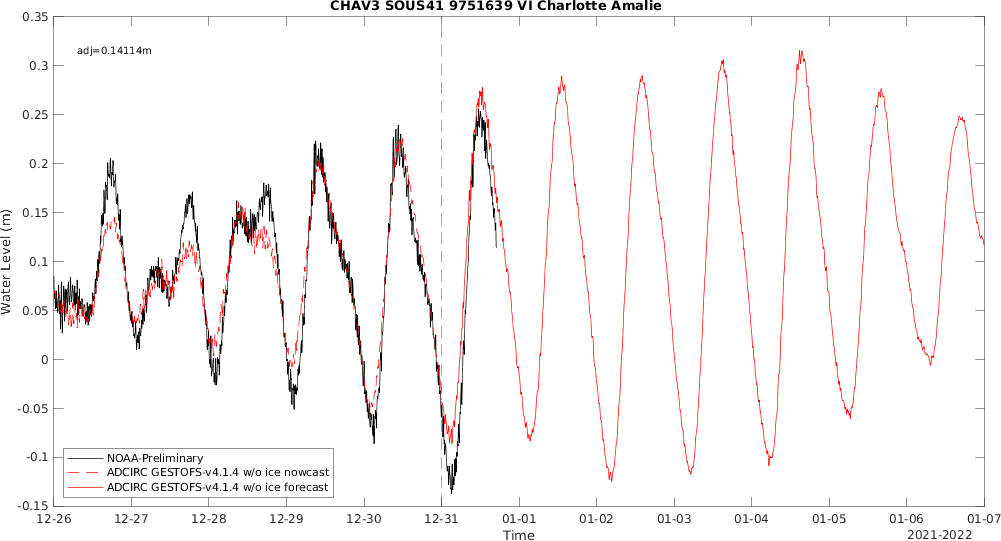 CHAV3 SOUS41 9751639 VI Charlotte Amalie
0.35
adj=0.14114m
0.3
0.25
0.2
0.15
0.1
0.05
0
-0.05
-0.1
-0.15
Water Level (m)
NOAA-Preliminary
ADCIRC GESTOFS-v4.1.4 w/o ice nowcast
ADCIRC GESTOFS-v4.1.4 w/o ice forecast
12-26 12-27 12-28 12-29 12-30 12-31 01-01 01-02 01-03 01-04 01-05 01-06 01-07
Time
2021-2022